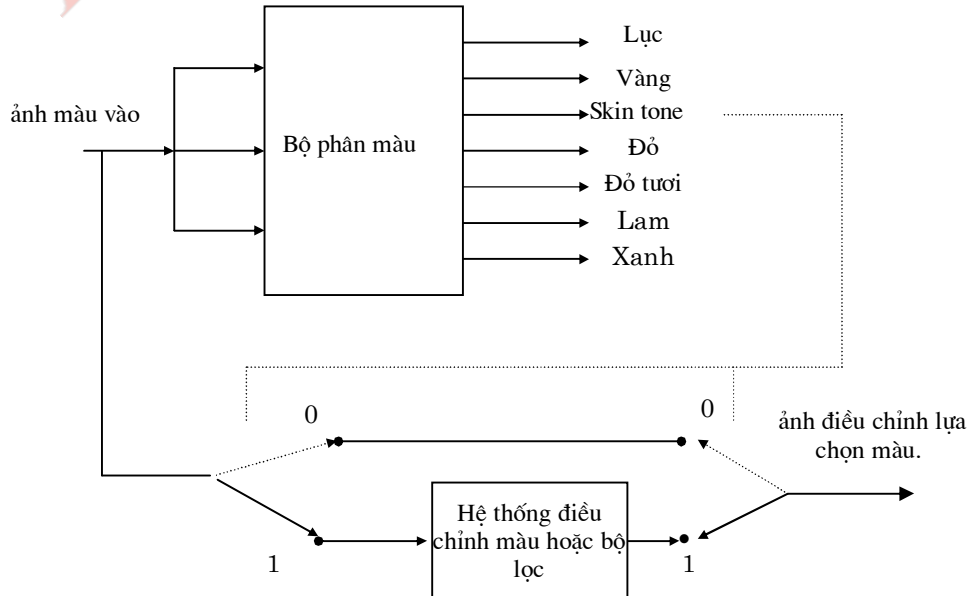 Lục
Vàng
ảnh màu vào
Skin tone
Bộ phân màu
Đỏ
Đỏ tươi
Lam
Xanh
0
0
ảnh điều chỉnh lựa
chọn màu.
Hệ thống điều
chỉnh màu hoặc bộ
lọc
1
1